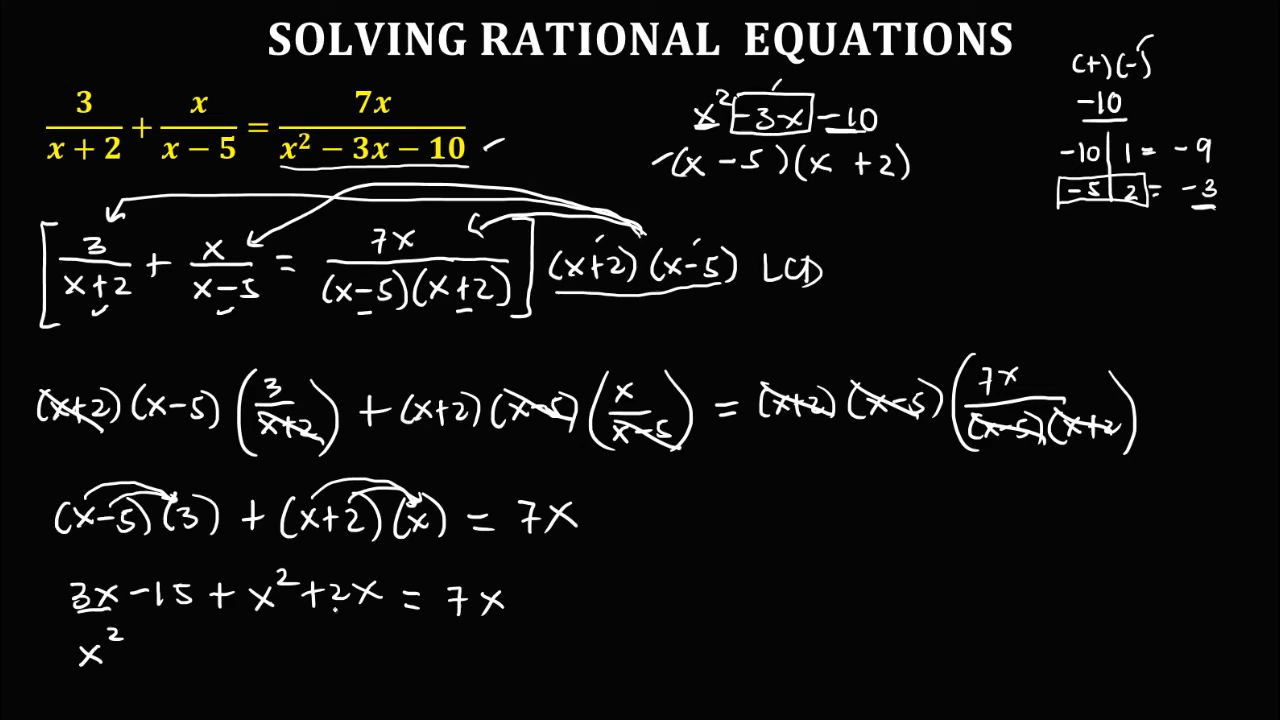 SOLVING RATIONAL EQUATIONS
3/(x + 2) + x/(x − 5) = 7x/(x² − 3x − 10)
x² -3x -10
(x -5)(x +2)
(+)(-)
-10
-10 | 1 = -9
-5 | 2 = -3
[3/(x+2) + x/(x-5) = 7x/((x-5)(x+2))] (x+2)(x-5) LCD
(x+2)(x-5)(3/(x+2)) + (x+2)(x-5)(x/(x-5)) = (x+2)(x-5)(7x/((x-5)(x+2)))
(x-5)(3) + (x+2)(x) = 7x
3x -15 + x² +2x = 7x
x²